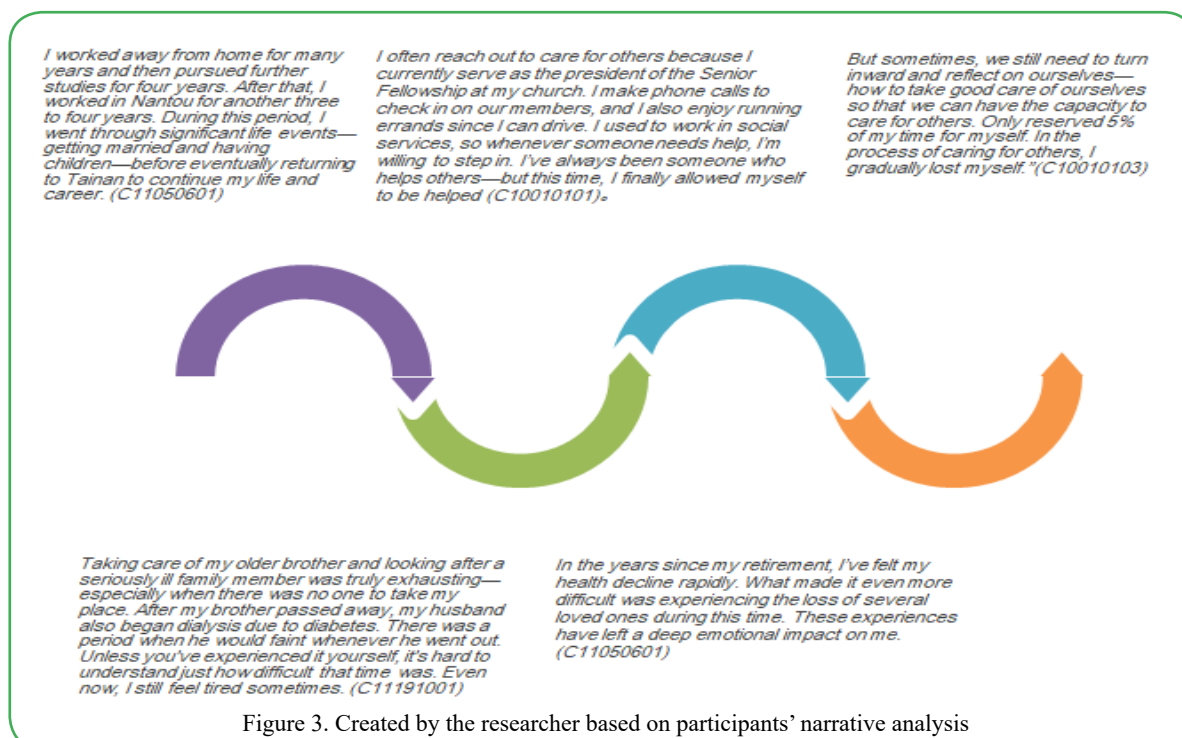 I worked away from home for many
years and then pursued further
studies for four years. After that, I
worked in Nantou for another three
to four years. During this period, I
went through significant life events—
getting married and having
children—before eventually returning
to Tainan to continue my life and
career. (C11050601)
I often reach out to care for others because I
currently serve as the president of the Senior
Fellowship at my church. I make phone calls to
check in on our members, and I also enjoy running
errands since I can drive. I used to work in social
services, so whenever someone needs help, I'm
willing to step in. I've always been someone who
helps others—but this time, I finally allowed myself
to be helped (C10010101)。
But sometimes, we still need to turn
inward and reflect on ourselves—
how to take good care of ourselves
so that we can have the capacity to
care for others. Only reserved 5%
of my time for myself. In the
process of caring for others, I
gradually lost myself.”(C10010103)
Taking care of my older brother and looking after a
seriously ill family member was truly exhausting—
especially when there was no one to take my
place. After my brother passed away, my husband
also began dialysis due to diabetes. There was a
period when he would faint whenever he went out.
Unless you've experienced it yourself, it's hard to
understand just how difficult that time was. Even
now, I still feel tired sometimes. (C11191001)
In the years since my retirement, I've felt my
health decline rapidly. What made it even more
difficult was experiencing the loss of several
loved ones during this time. These experiences
have left a deep emotional impact on me.
(C11050601)
Figure 3. Created by the researcher based on participants’ narrative analysis